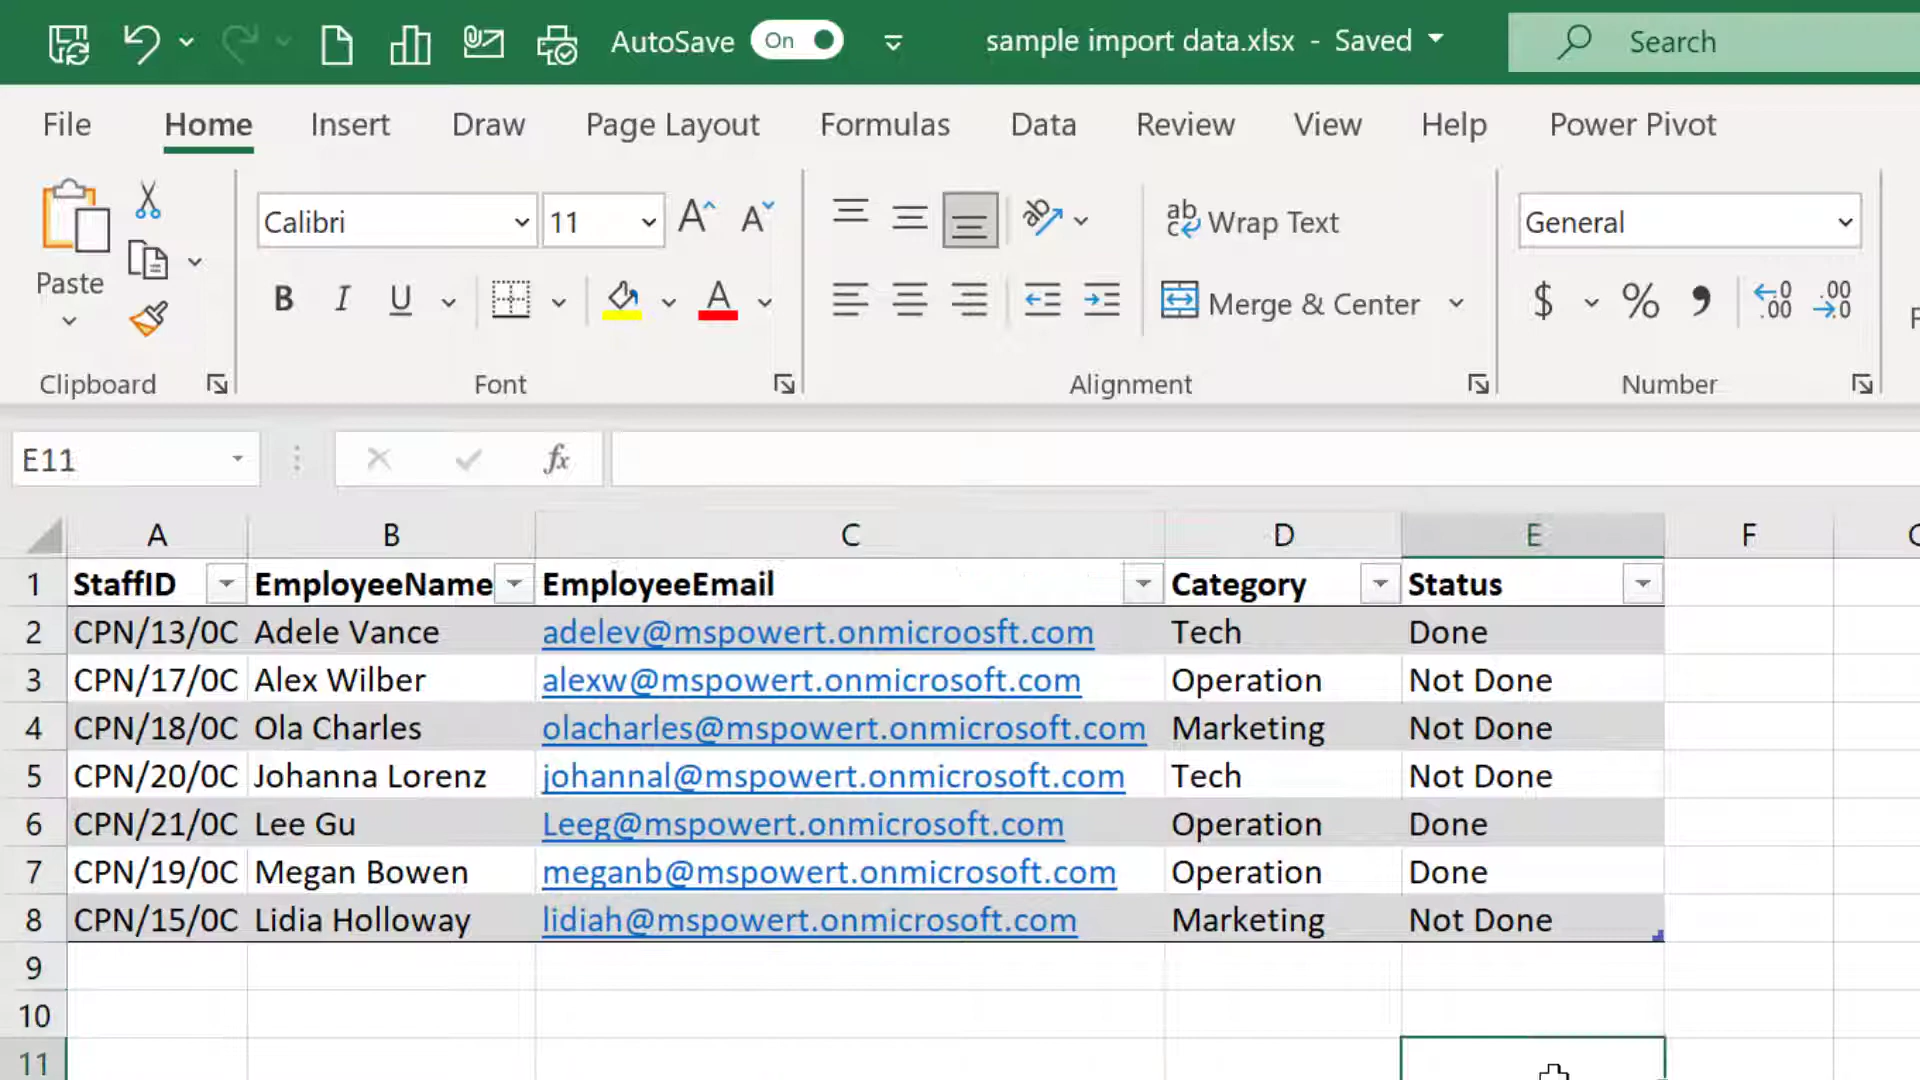 AutoSave On sample import data.xlsx - Saved Search
File Home Insert Draw Page Layout Formulas Data Review View Help Power Pivot
Paste Calibri 11 A A ab c Wrap Text General
B I U A Merge & Center $ % , .0 .00 .00 .0
Clipboard Font Alignment Number
E11 fx
A B C D E F
1 StaffID EmployeeName EmployeeEmail Category Status
2 CPN/13/0C Adele Vance adelev@mspowert.onmicroosft.com Tech Done
3 CPN/17/0C Alex Wilber alexw@mspowert.onmicrosoft.com Operation Not Done
4 CPN/18/0C Ola Charles olacharles@mspowert.onmicrosoft.com Marketing Not Done
5 CPN/20/0C Johanna Lorenz johannal@mspowert.onmicrosoft.com Tech Not Done
6 CPN/21/0C Lee Gu Leeg@mspowert.onmicrosoft.com Operation Done
7 CPN/19/0C Megan Bowen meganb@mspowert.onmicrosoft.com Operation Done
8 CPN/15/0C Lidia Holloway lidiah@mspowert.onmicrosoft.com Marketing Not Done
9
10
11